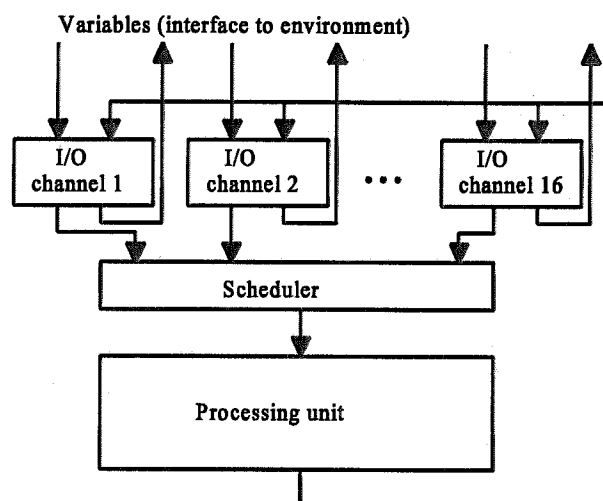 Variables (interface to environment)
I/O
channel 1
I/O
channel 2
• • •
I/O
channel 16
Scheduler
Processing unit